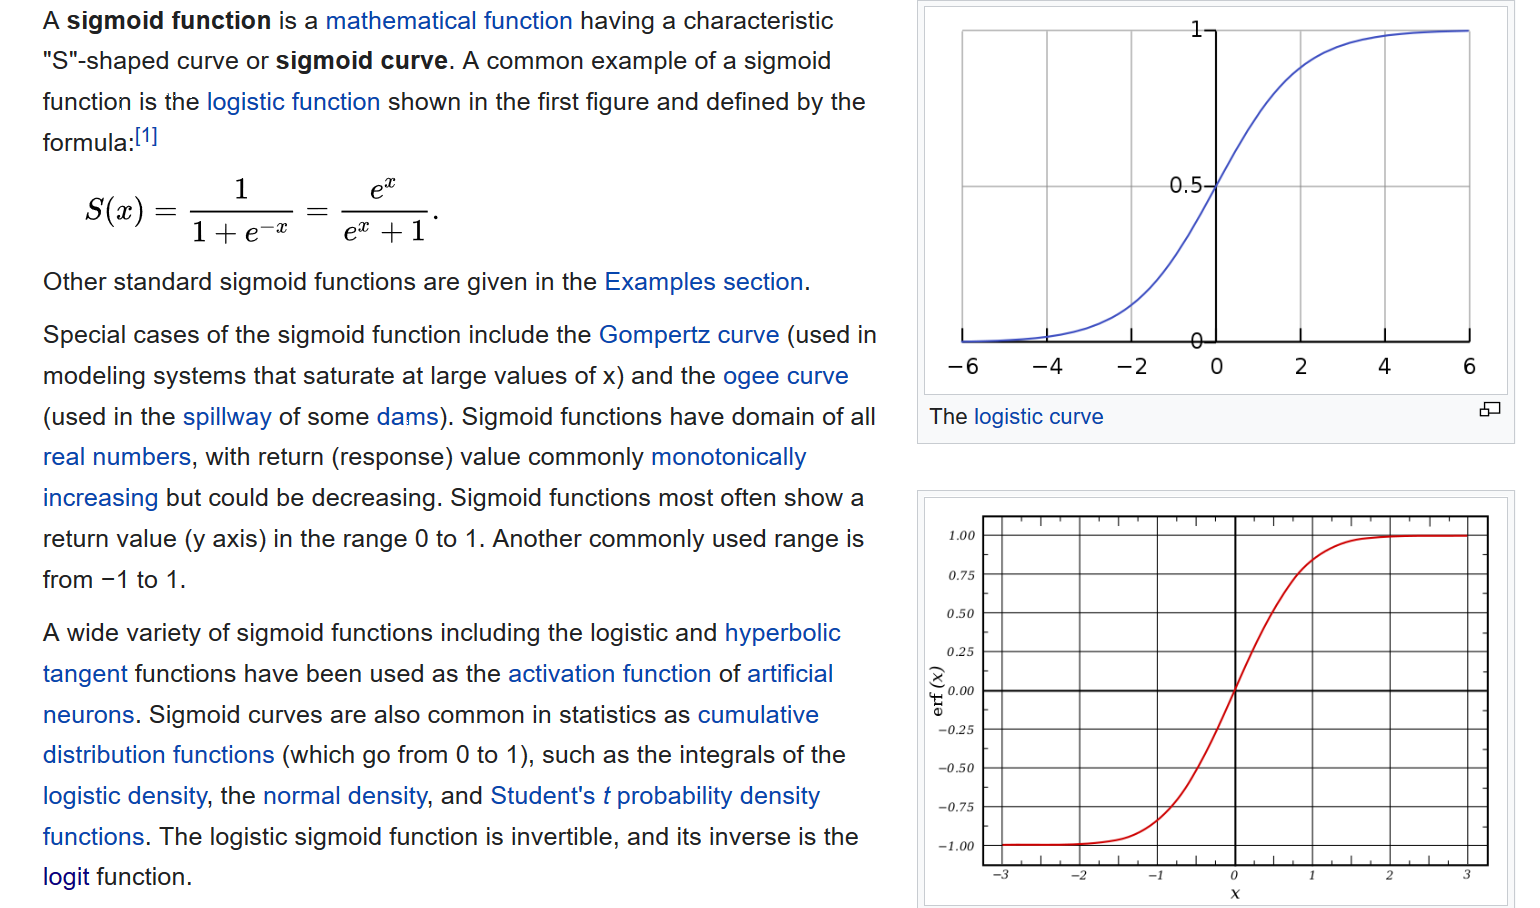 A sigmoid function is a mathematical function having a characteristic
"S"-shaped curve or sigmoid curve. A common example of a sigmoid
function is the logistic function shown in the first figure and defined by the
formula:[1]
S(x) = 1 / (1 + e^−x) = e^x / (e^x + 1).
Other standard sigmoid functions are given in the Examples section.
Special cases of the sigmoid function include the Gompertz curve (used in
modeling systems that saturate at large values of x) and the ogee curve
(used in the spillway of some dams). Sigmoid functions have domain of all
real numbers, with return (response) value commonly monotonically
increasing but could be decreasing. Sigmoid functions most often show a
return value (y axis) in the range 0 to 1. Another commonly used range is
from −1 to 1.
A wide variety of sigmoid functions including the logistic and hyperbolic
tangent functions have been used as the activation function of artificial
neurons. Sigmoid curves are also common in statistics as cumulative
distribution functions (which go from 0 to 1), such as the integrals of the
logistic density, the normal density, and Student's t probability density
functions. The logistic sigmoid function is invertible, and its inverse is the
logit function.
1
0.5
0
−6 −4 −2 0 2 4 6
The logistic curve
1.00
0.75
0.50
0.25
0.00
−0.25
−0.50
−0.75
−1.00
erf (x)
−3 −2 −1 0 1 2 3
x